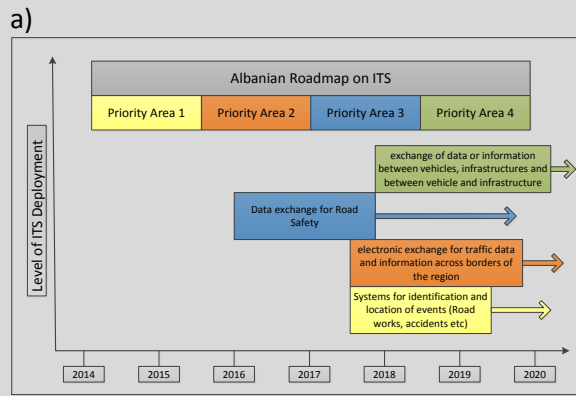 a)
Albanian Roadmap on ITS
Priority Area 1
Priority Area 2
Priority Area 3
Priority Area 4
exchange of data or information
between vehicles, infrastructures and
between vehicle and infrastructure
Data exchange for Road
Safety
electronic exchange for traffic data
and information across borders of
the region
Systems for identification and
location of events (Road
works, accidents etc)
Level of ITS Deployment
2014
2015
2016
2017
2018
2019
2020